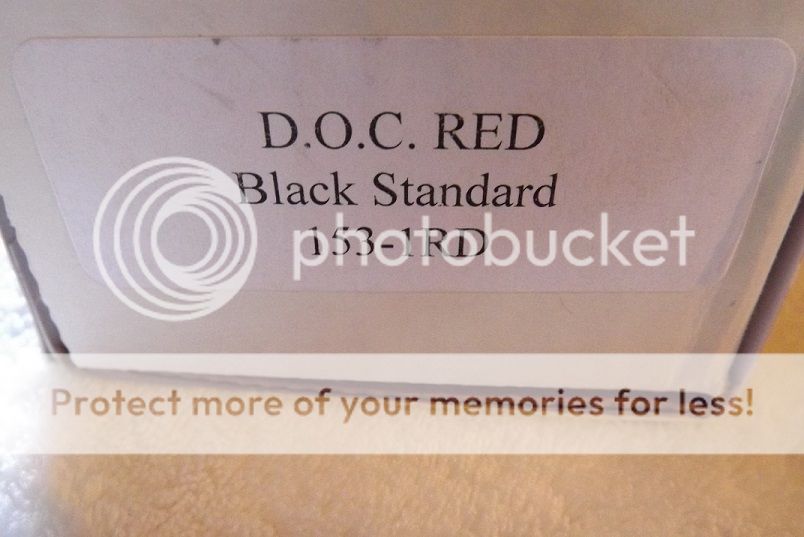 D.O.C. RED
Black Standard
153-1RD
photobucket
Protect more of your memories for less!